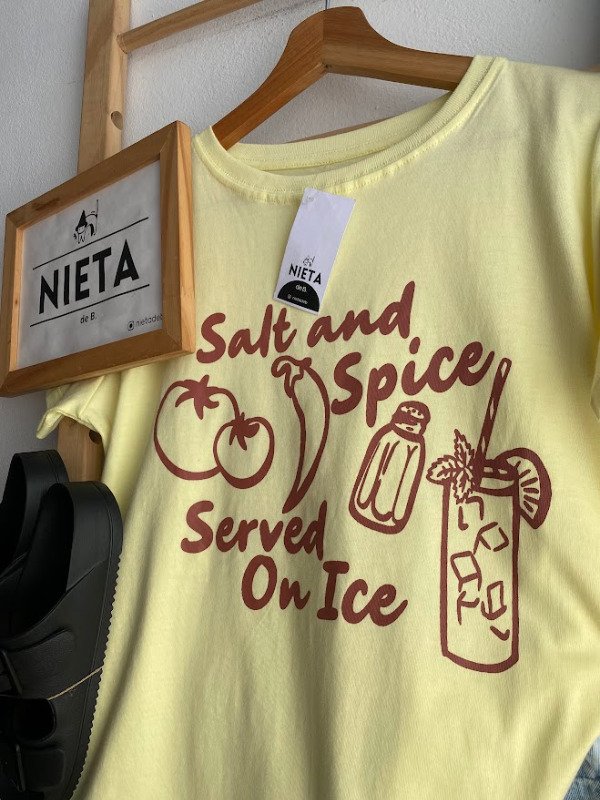 NIETA
de B.
NIETA
de B.
Salt and
Spice
Served
On Ice